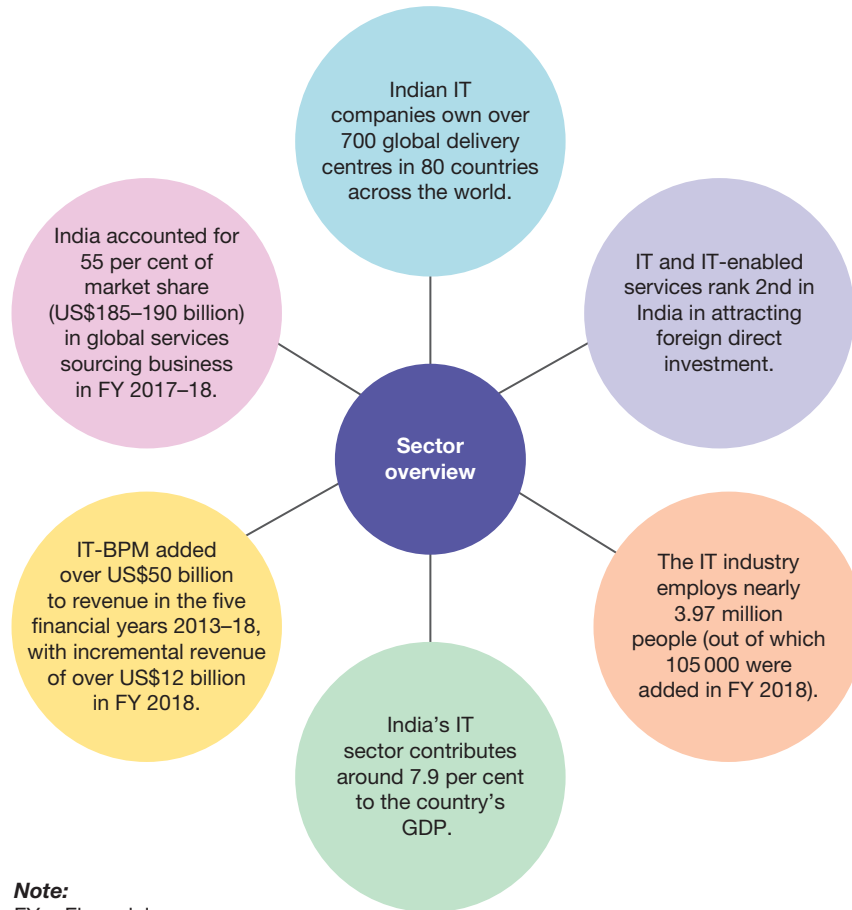 Indian IT
companies own over
700 global delivery
centres in 80 countries
across the world.
India accounted for
55 per cent of
market share
(US$185–190 billion)
in global services
sourcing business
in FY 2017–18.
IT and IT-enabled
services rank 2nd in
India in attracting
foreign direct
investment.
Sector
overview
IT-BPM added
over US$50 billion
to revenue in the five
financial years 2013–18,
with incremental revenue
of over US$12 billion
in FY 2018.
The IT industry
employs nearly
3.97 million
people (out of which
105 000 were
added in FY 2018).
India’s IT
sector contributes
around 7.9 per cent
to the country’s
GDP.
Note: